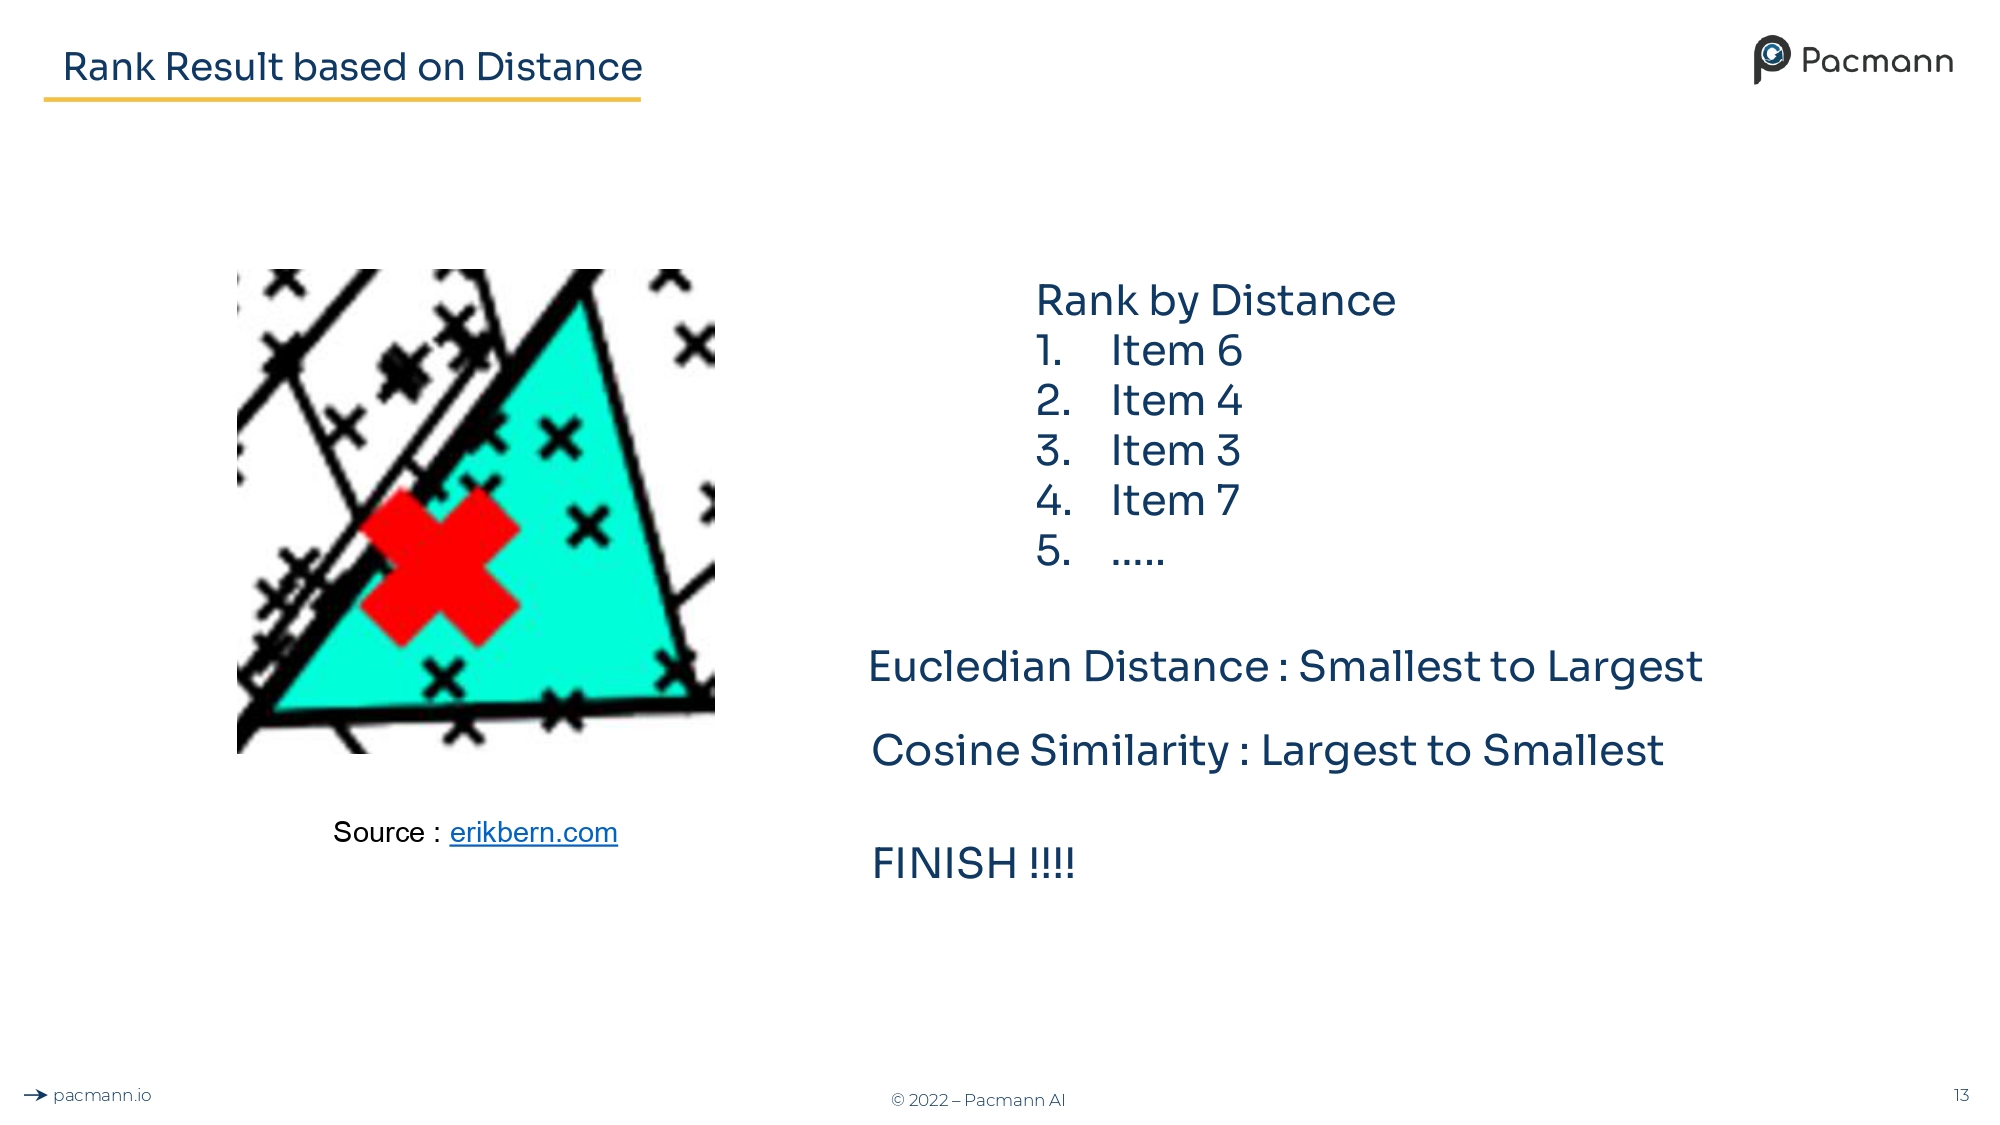 Rank Result based on Distance
Pacmann
Rank by Distance
1. Item 6
2. Item 4
3. Item 3
4. Item 7
5. .....
Eucledian Distance : Smallest to Largest
Cosine Similarity : Largest to Smallest
Source : erikbern.com
FINISH !!!!
pacmann.io
© 2022 – Pacmann AI
13